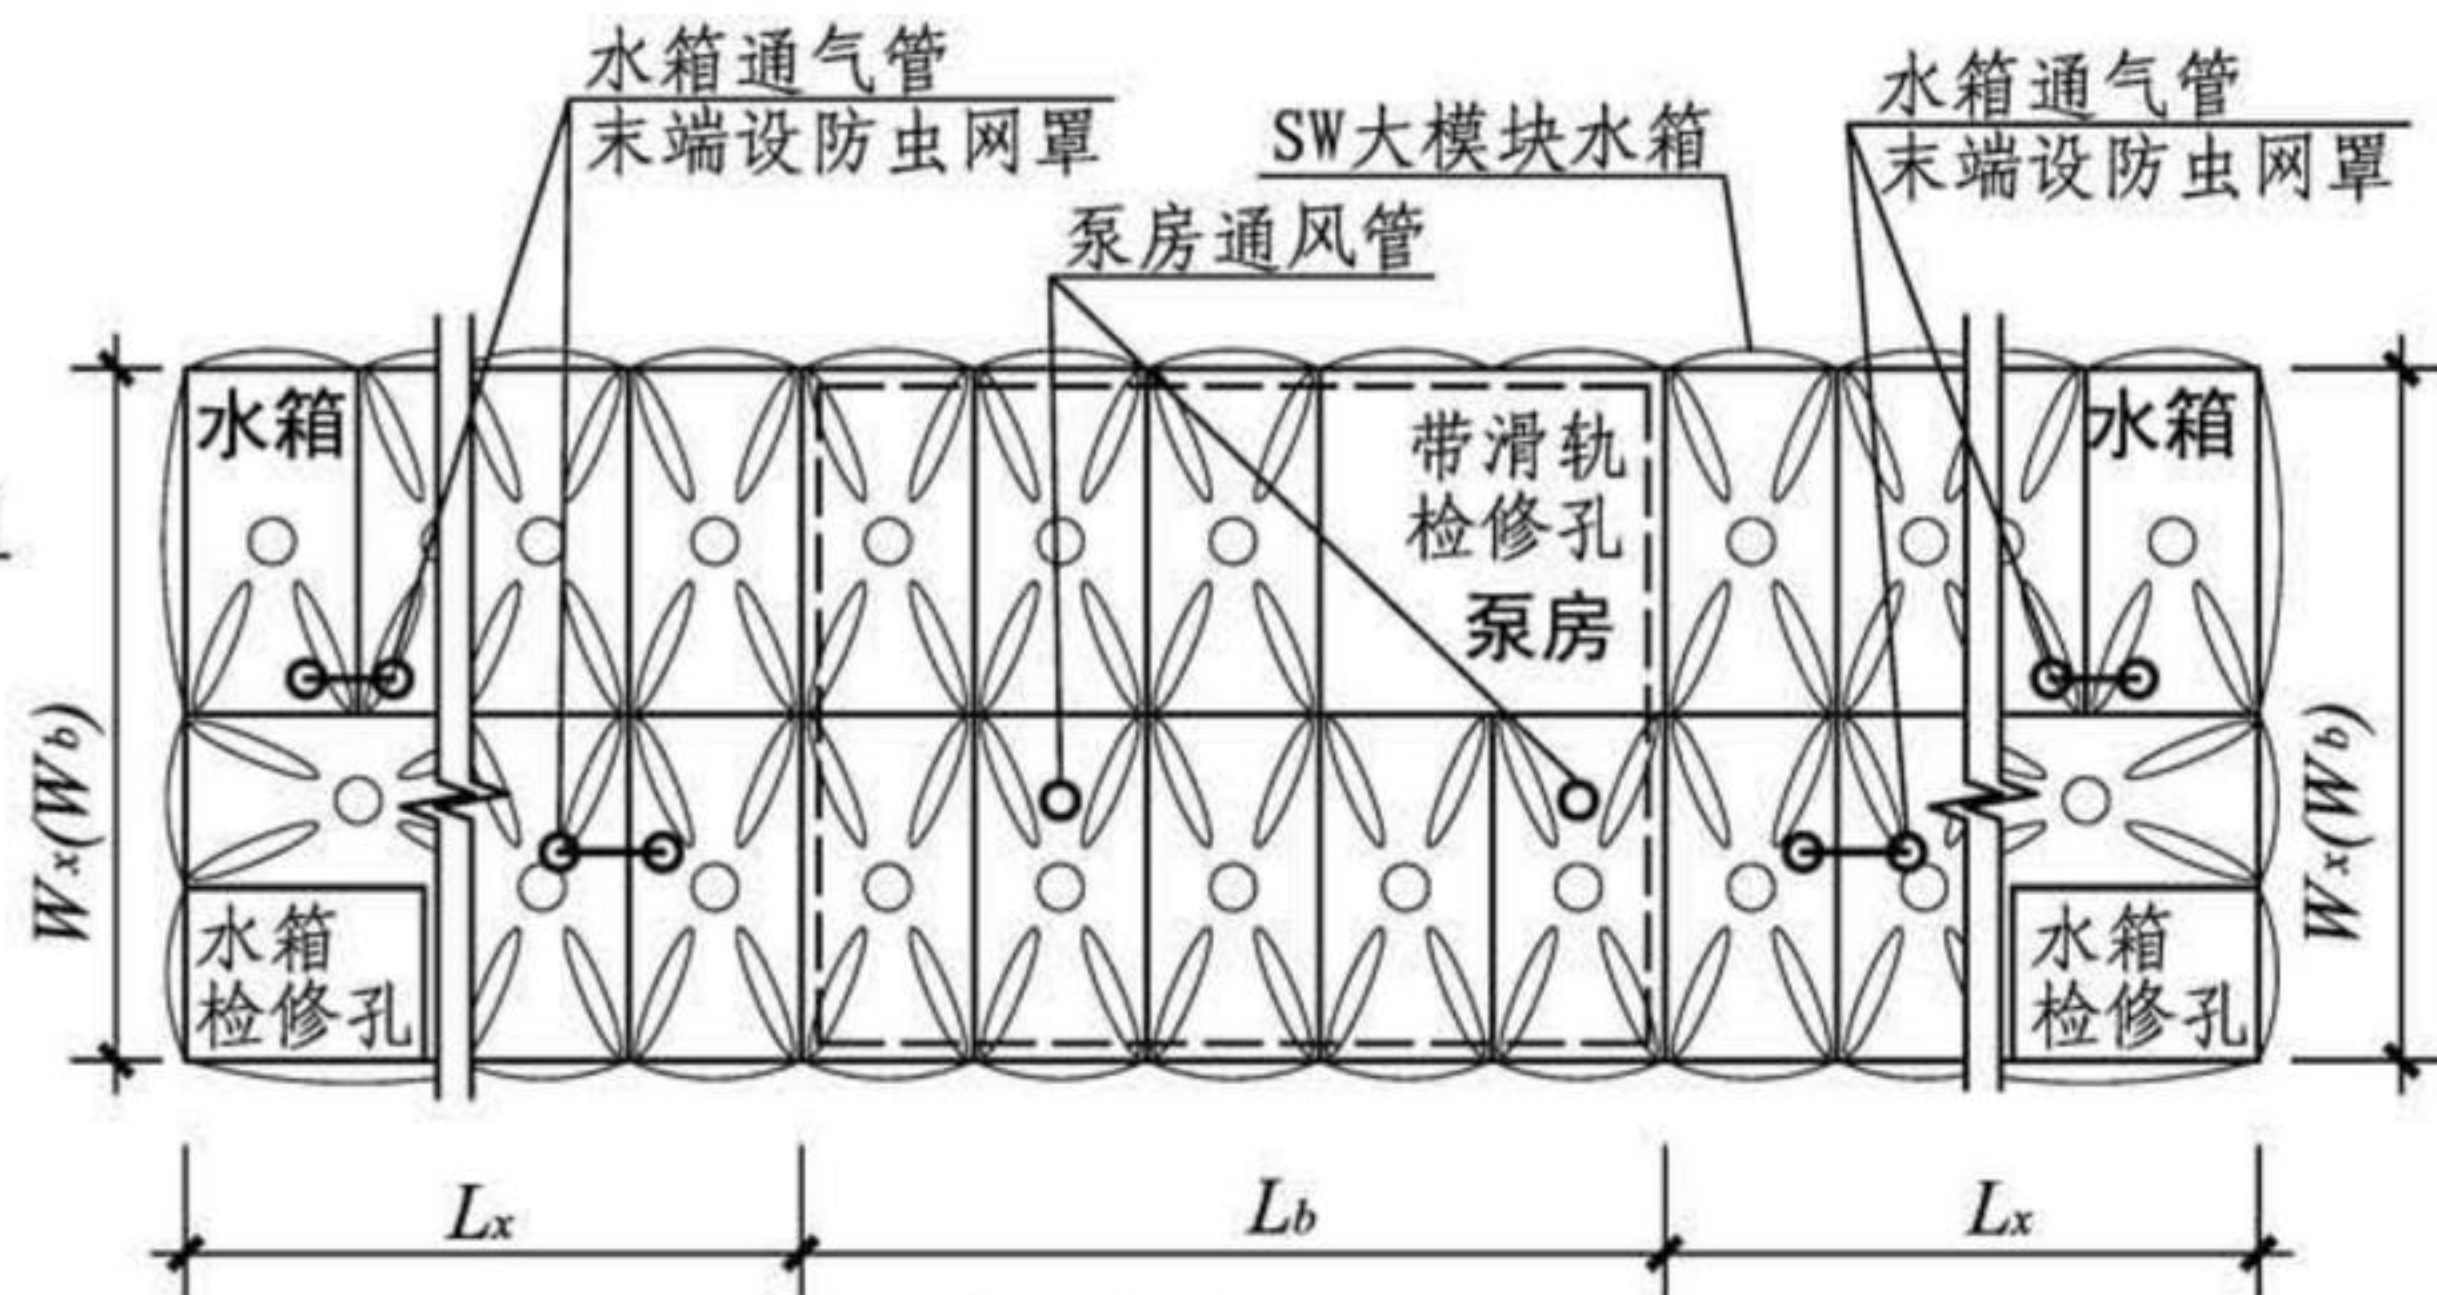 水箱通气管
末端设防虫网罩
SW大模块水箱
水箱通气管
末端设防虫网罩
泵房通风管
水箱
带滑轨
检修孔
泵房
水箱
Wx(Wb)
Wx(Wb)
水箱
检修孔
水箱
检修孔
Lx
Lb
Lx